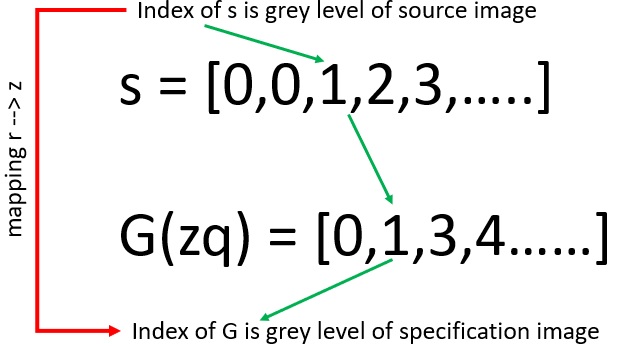 Index of s is grey level of source image
s = [0,0,1,2,3,…..]
mapping r --> z
G(zq) = [0,1,3,4……]
Index of G is grey level of specification image